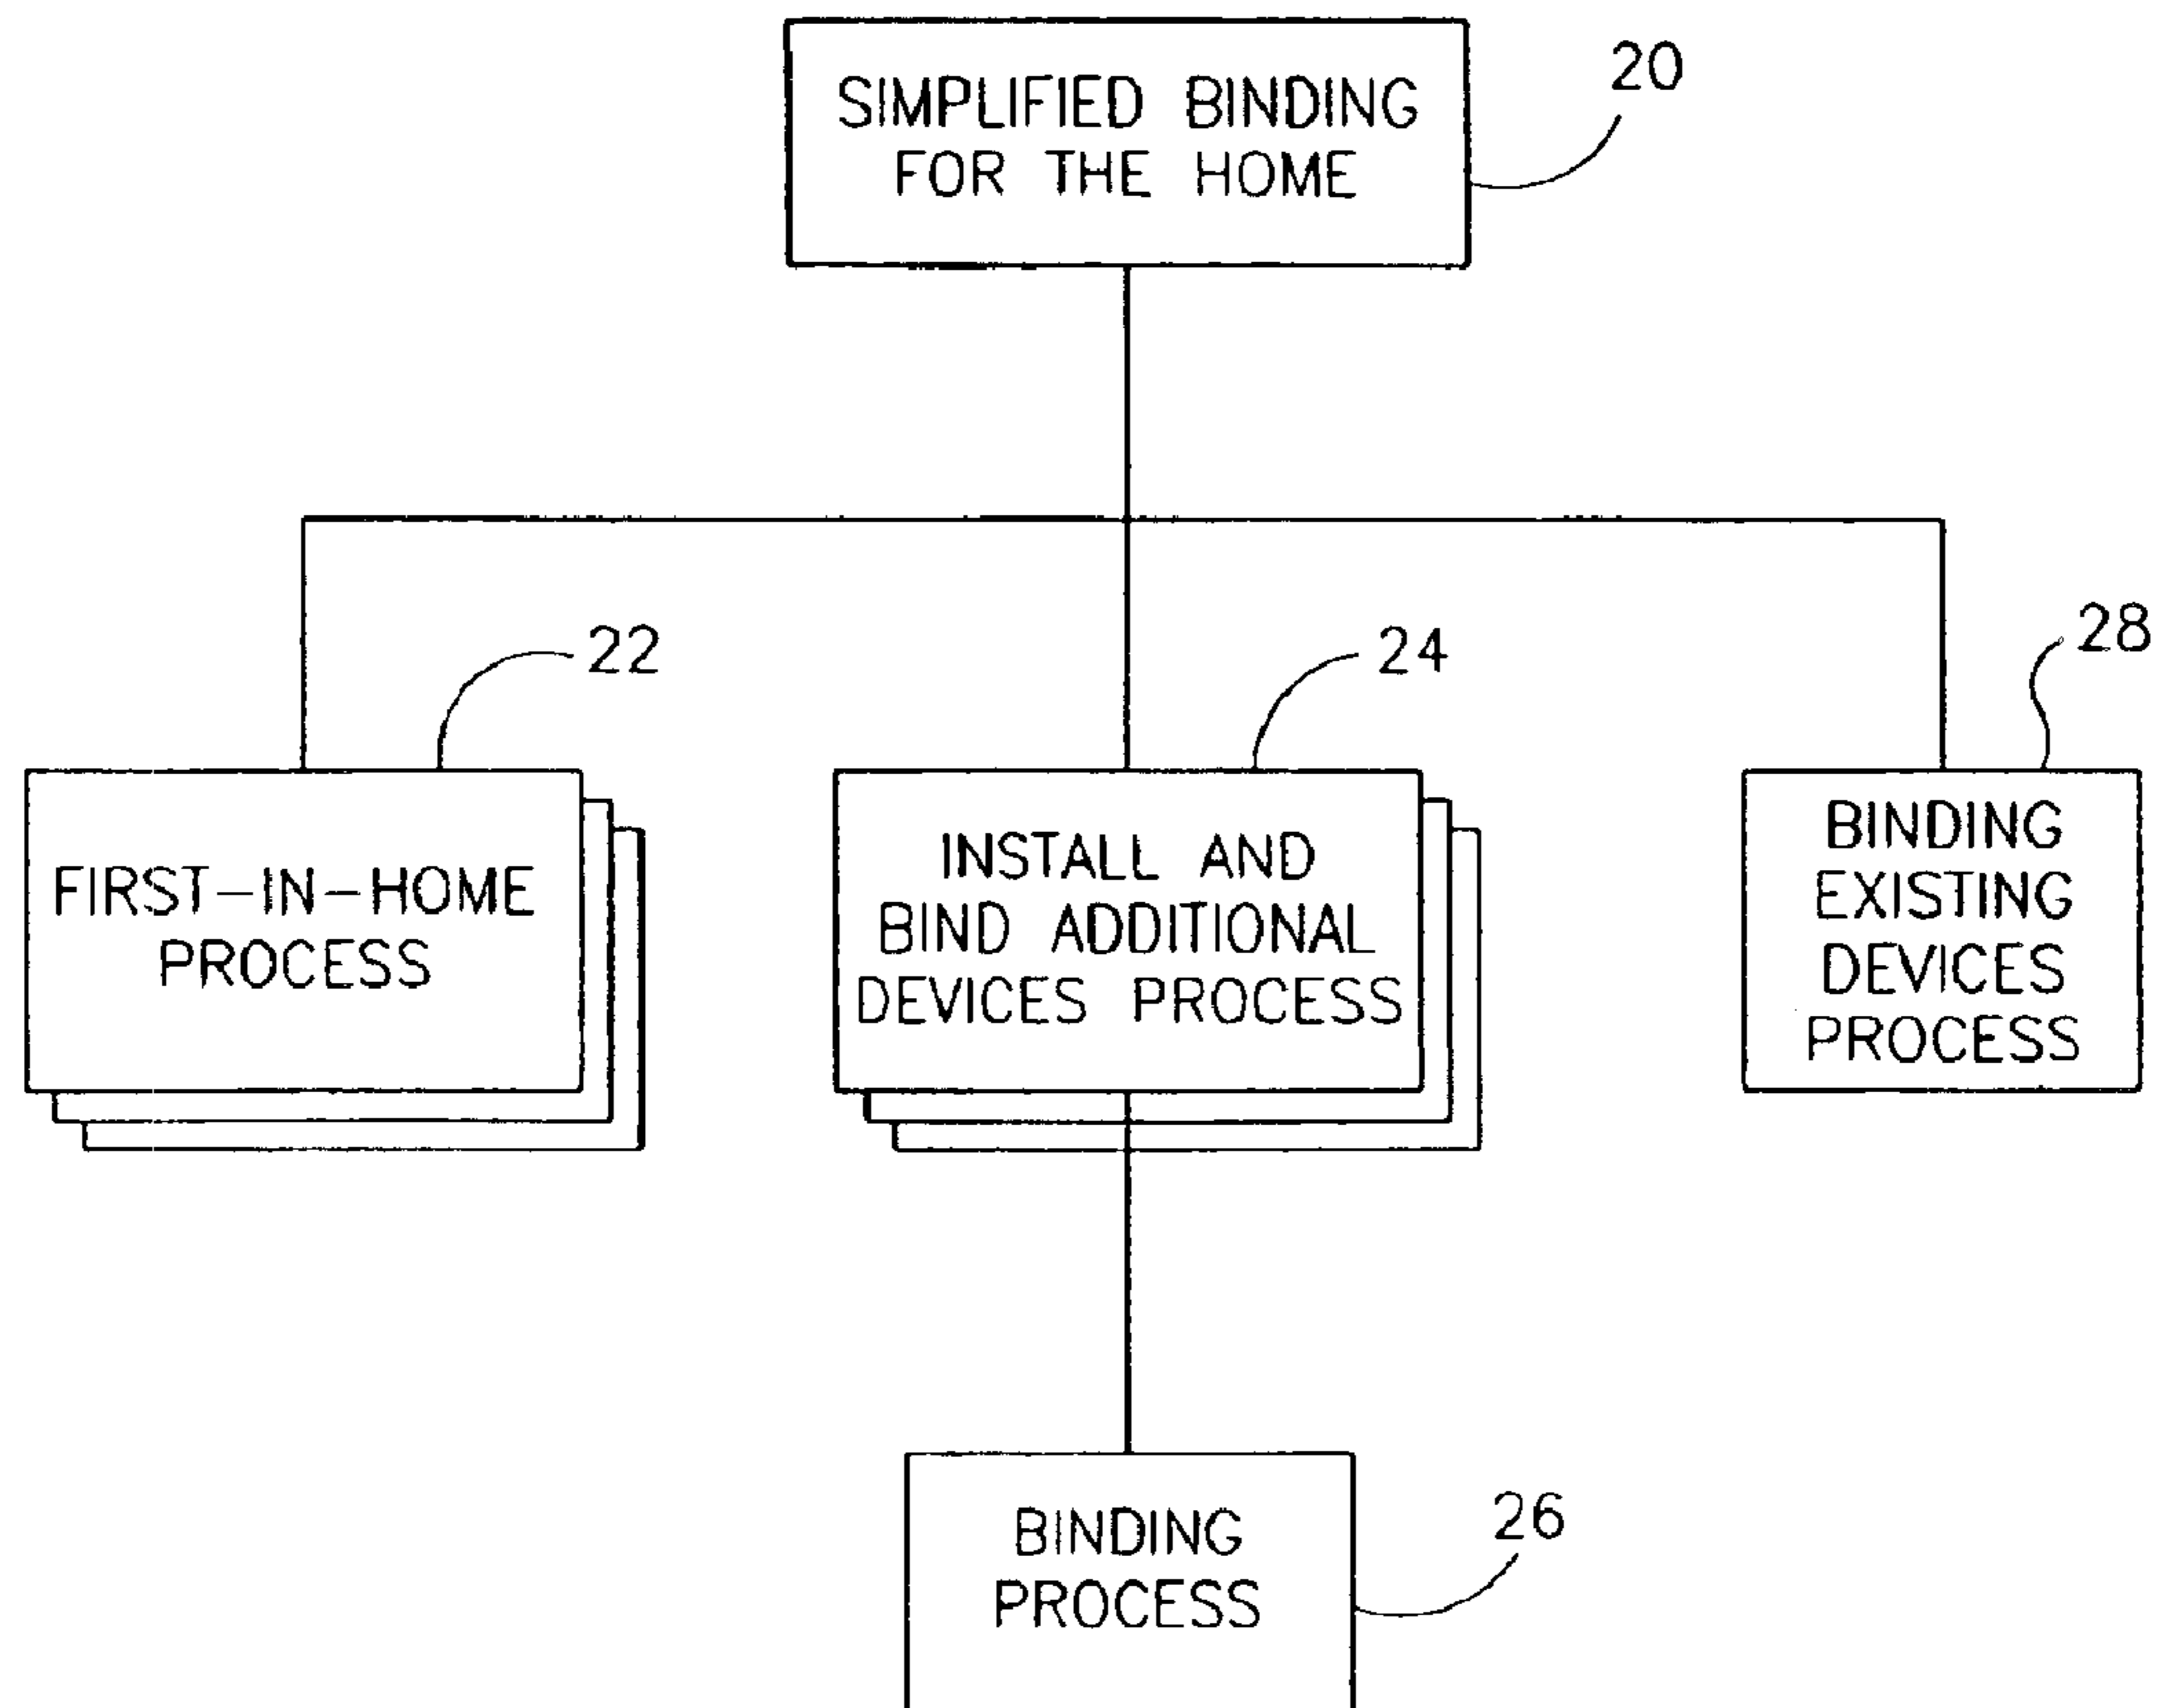 SIMPLIFIED BINDING
FOR THE HOME
20
22
24
28
FIRST-IN-HOME
PROCESS
INSTALL AND
BIND ADDITIONAL
DEVICES PROCESS
BINDING
EXISTING
DEVICES
PROCESS
BINDING
PROCESS
26